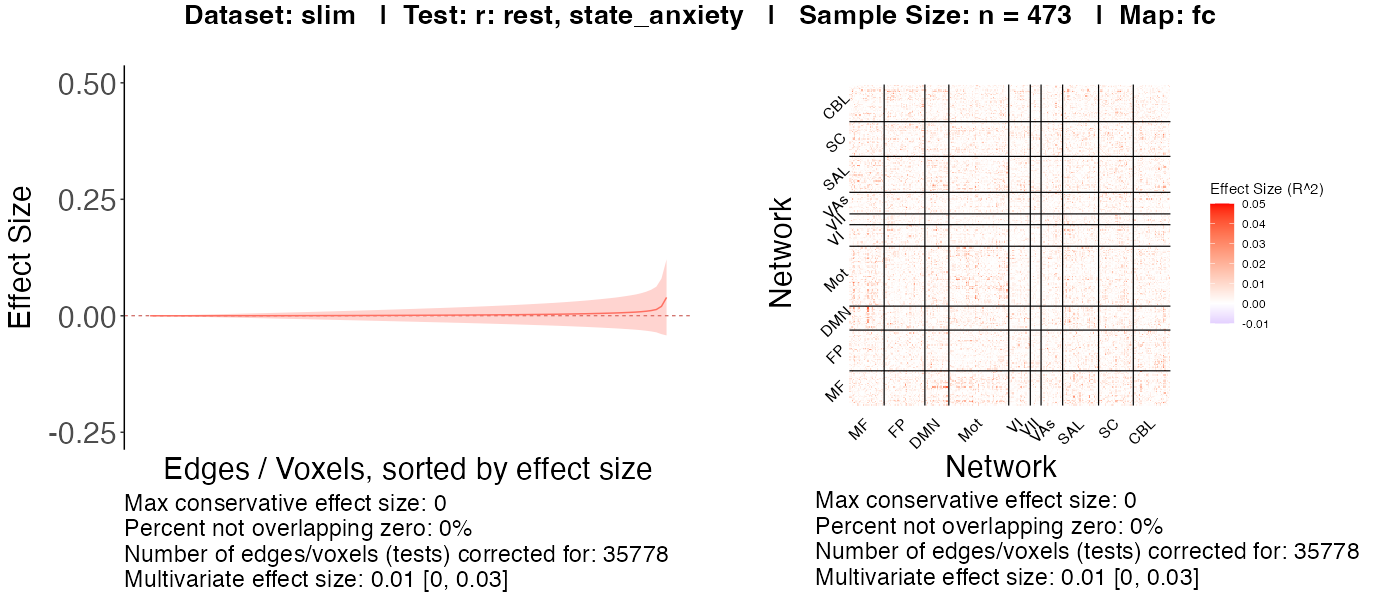 Dataset: slim | Test: r: rest, state_anxiety | Sample Size: n = 473 | Map: fc
Effect Size
0.50
0.25
0.00
-0.25
Edges / Voxels, sorted by effect size
Max conservative effect size: 0
Percent not overlapping zero: 0%
Number of edges/voxels (tests) corrected for: 35778
Multivariate effect size: 0.01 [0, 0.03]
Network
CBL
SC
SAL
VAs
VII
VI
Mot
DMN
FP
MF
MF
FP
DMN
Mot
VI
VII
VAs
SAL
SC
CBL
Network
Effect Size (R^2)
0.05
0.04
0.03
0.02
0.01
0.00
-0.01
Max conservative effect size: 0
Percent not overlapping zero: 0%
Number of edges/voxels (tests) corrected for: 35778
Multivariate effect size: 0.01 [0, 0.03]